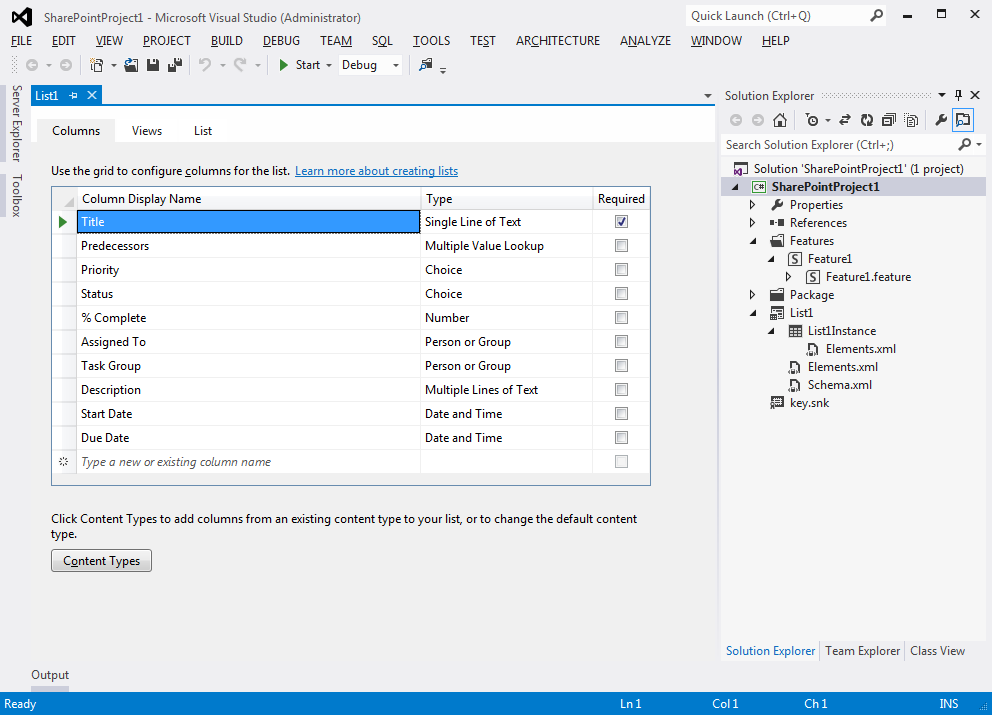 SharePointProject1 - Microsoft Visual Studio (Administrator)
Quick Launch (Ctrl+Q)
FILE EDIT VIEW PROJECT BUILD DEBUG TEAM SQL TOOLS TEST ARCHITECTURE ANALYZE WINDOW HELP
Start Debug
Server Explorer
Toolbox
List1
Columns Views List
Use the grid to configure columns for the list. Learn more about creating lists
Column Display Name Type Required
Title Single Line of Text
Predecessors Multiple Value Lookup
Priority Choice
Status Choice
% Complete Number
Assigned To Person or Group
Task Group Person or Group
Description Multiple Lines of Text
Start Date Date and Time
Due Date Date and Time
Type a new or existing column name
Click Content Types to add columns from an existing content type to your list, or to change the default content
type.
Content Types
Solution Explorer
Search Solution Explorer (Ctrl+;)
Solution 'SharePointProject1' (1 project)
C# SharePointProject1
Properties
References
Features
S Feature1
S Feature1.feature
Package
List1
List1Instance
Elements.xml
Elements.xml
Schema.xml
key.snk
Solution Explorer Team Explorer Class View
Output
Ready Ln 1 Col 1 Ch 1 INS